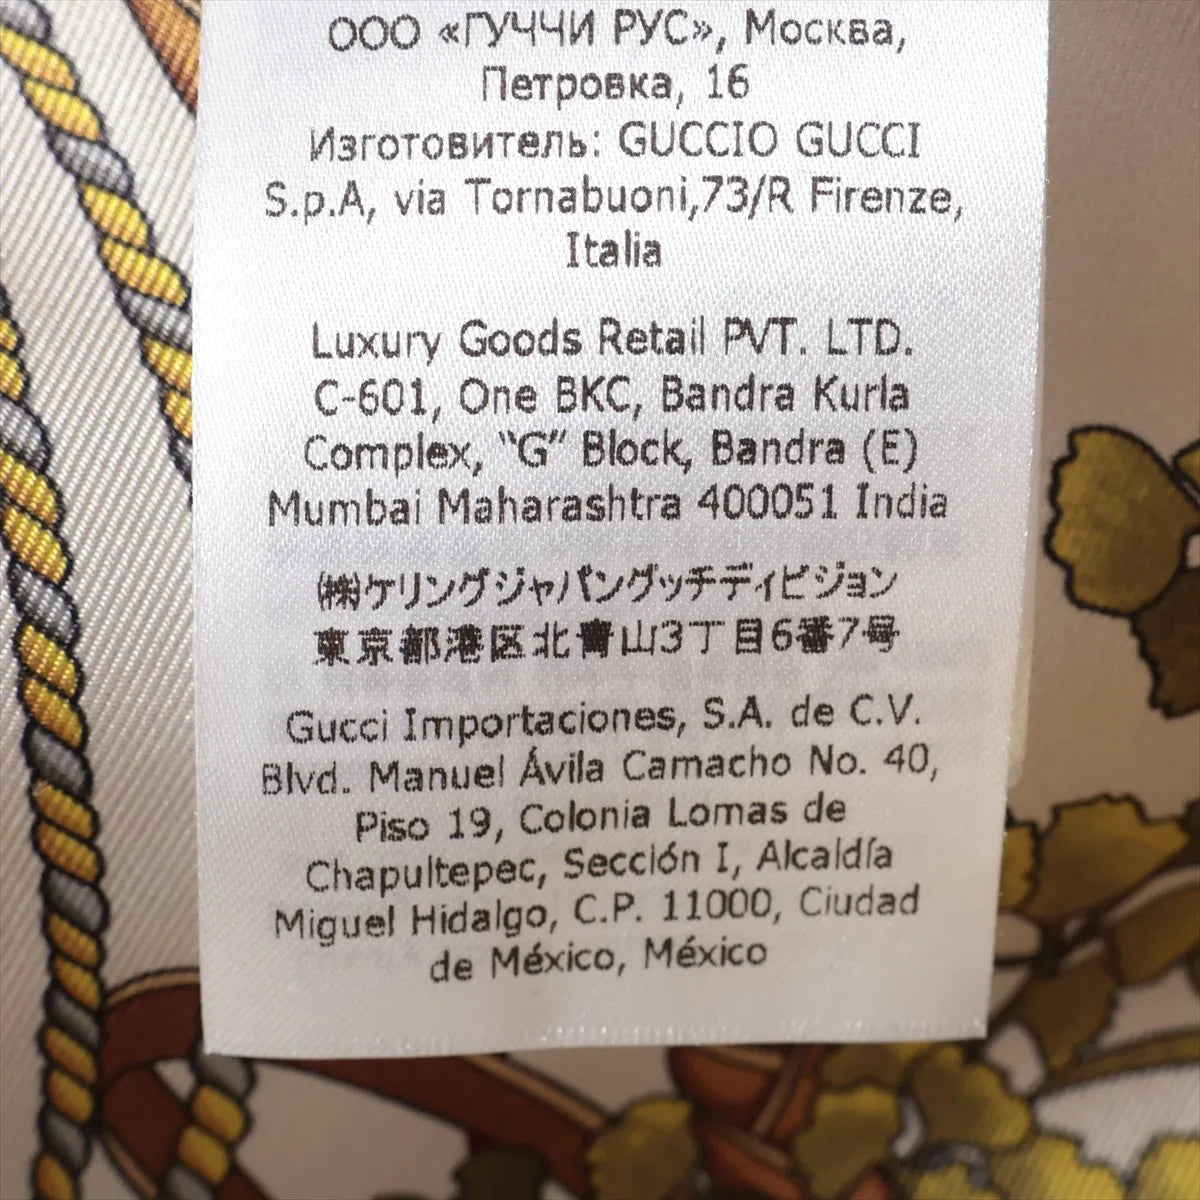 ООО «ГУЧЧИ РУС», Москва,
Петровка, 16
Изготовитель: GUCCIO GUCCI
S.p.A, via Tornabuoni,73/R Firenze,
Italia
Luxury Goods Retail PVT. LTD.
C-601, One BKC, Bandra Kurla
Complex, “G” Block, Bandra (E)
Mumbai Maharashtra 400051 India
㈱ケリングジャパングッチディビジョン
東京都港区北青山3丁目6番7号
Gucci Importaciones, S.A. de C.V.
Blvd. Manuel Ávila Camacho No. 40,
Piso 19, Colonia Lomas de
Chapultepec, Sección I, Alcaldía
Miguel Hidalgo, C.P. 11000, Ciudad
de México, México